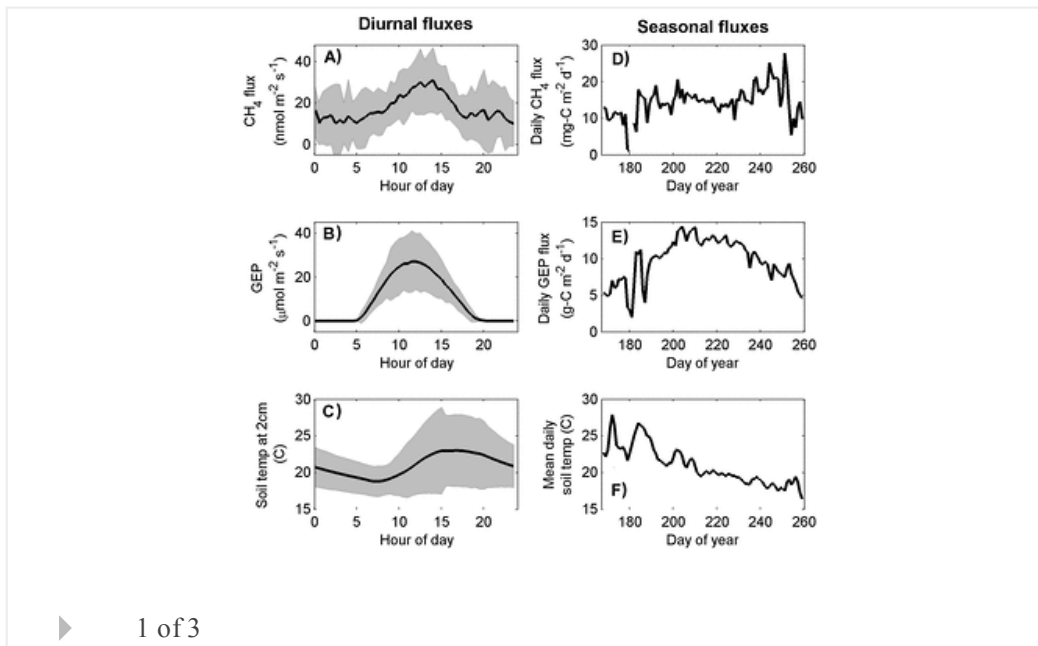 Diurnal fluxes
Seasonal fluxes
A)
CH4 flux
(nmol m-2 s-1)
40
20
0
0 5 10 15 20
Hour of day
D)
Daily CH4 flux
(mg-C m-2 d-1)
30
20
10
0
180 200 220 240 260
Day of year
B)
GEP
(μmol m-2 s-1)
40
20
0
0 5 10 15 20
Hour of day
E)
Daily GEP flux
(g-C m-2 d-1)
15
10
5
0
180 200 220 240 260
Day of year
C)
Soil temp at 2cm
(C)
30
25
20
15
0 5 10 15 20
Hour of day
F)
Mean daily
soil temp (C)
30
25
20
15
180 200 220 240 260
Day of year
1 of 3